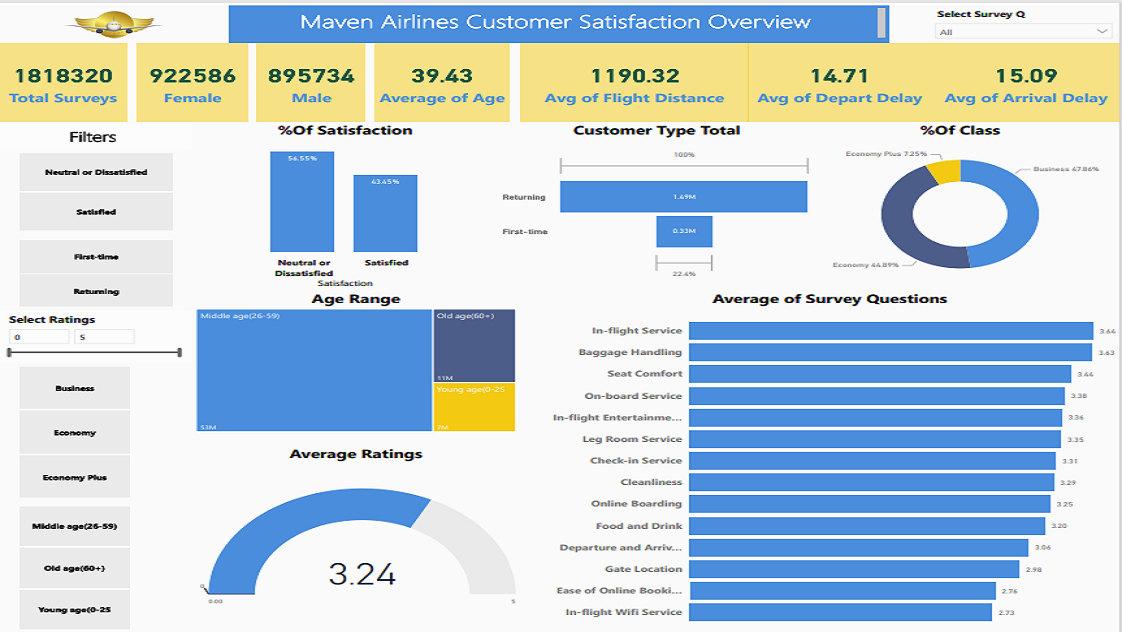 Maven Airlines Customer Satisfaction Overview
Select Survey Q
All
1818320
Total Surveys
922586
Female
895734
Male
39.43
Average of Age
1190.32
Avg of Flight Distance
14.71
Avg of Depart Delay
15.09
Avg of Arrival Delay
Filters
Neutral or Dissatisfied
Satisfied
First-time
Returning
Select Ratings
0
5
Business
Economy
Economy Plus
Middle age(26-59)
Old age(60+)
Young age(0-25
%Of Satisfaction
56.55%
43.45%
Neutral or
Dissatisfied
Satisfied
Satisfaction
Customer Type Total
100%
Returning
1.49M
First-time
0.33M
22.4%
%Of Class
Economy Plus 7.25%
Business 47.86%
Economy 44.89%
Age Range
Middle age(26-59)
53M
Old age(60+)
11M
Young age(0-25
7M
Average Ratings
3.24
0
0.00
5
Average of Survey Questions
In-flight Service 3.64
Baggage Handling 3.63
Seat Comfort 3.44
On-board Service 3.38
In-flight Entertainme... 3.36
Leg Room Service 3.35
Check-in Service 3.31
Cleanliness 3.29
Online Boarding 3.25
Food and Drink 3.20
Departure and Arriv... 3.06
Gate Location 2.98
Ease of Online Booki... 2.76
In-flight Wifi Service 2.73